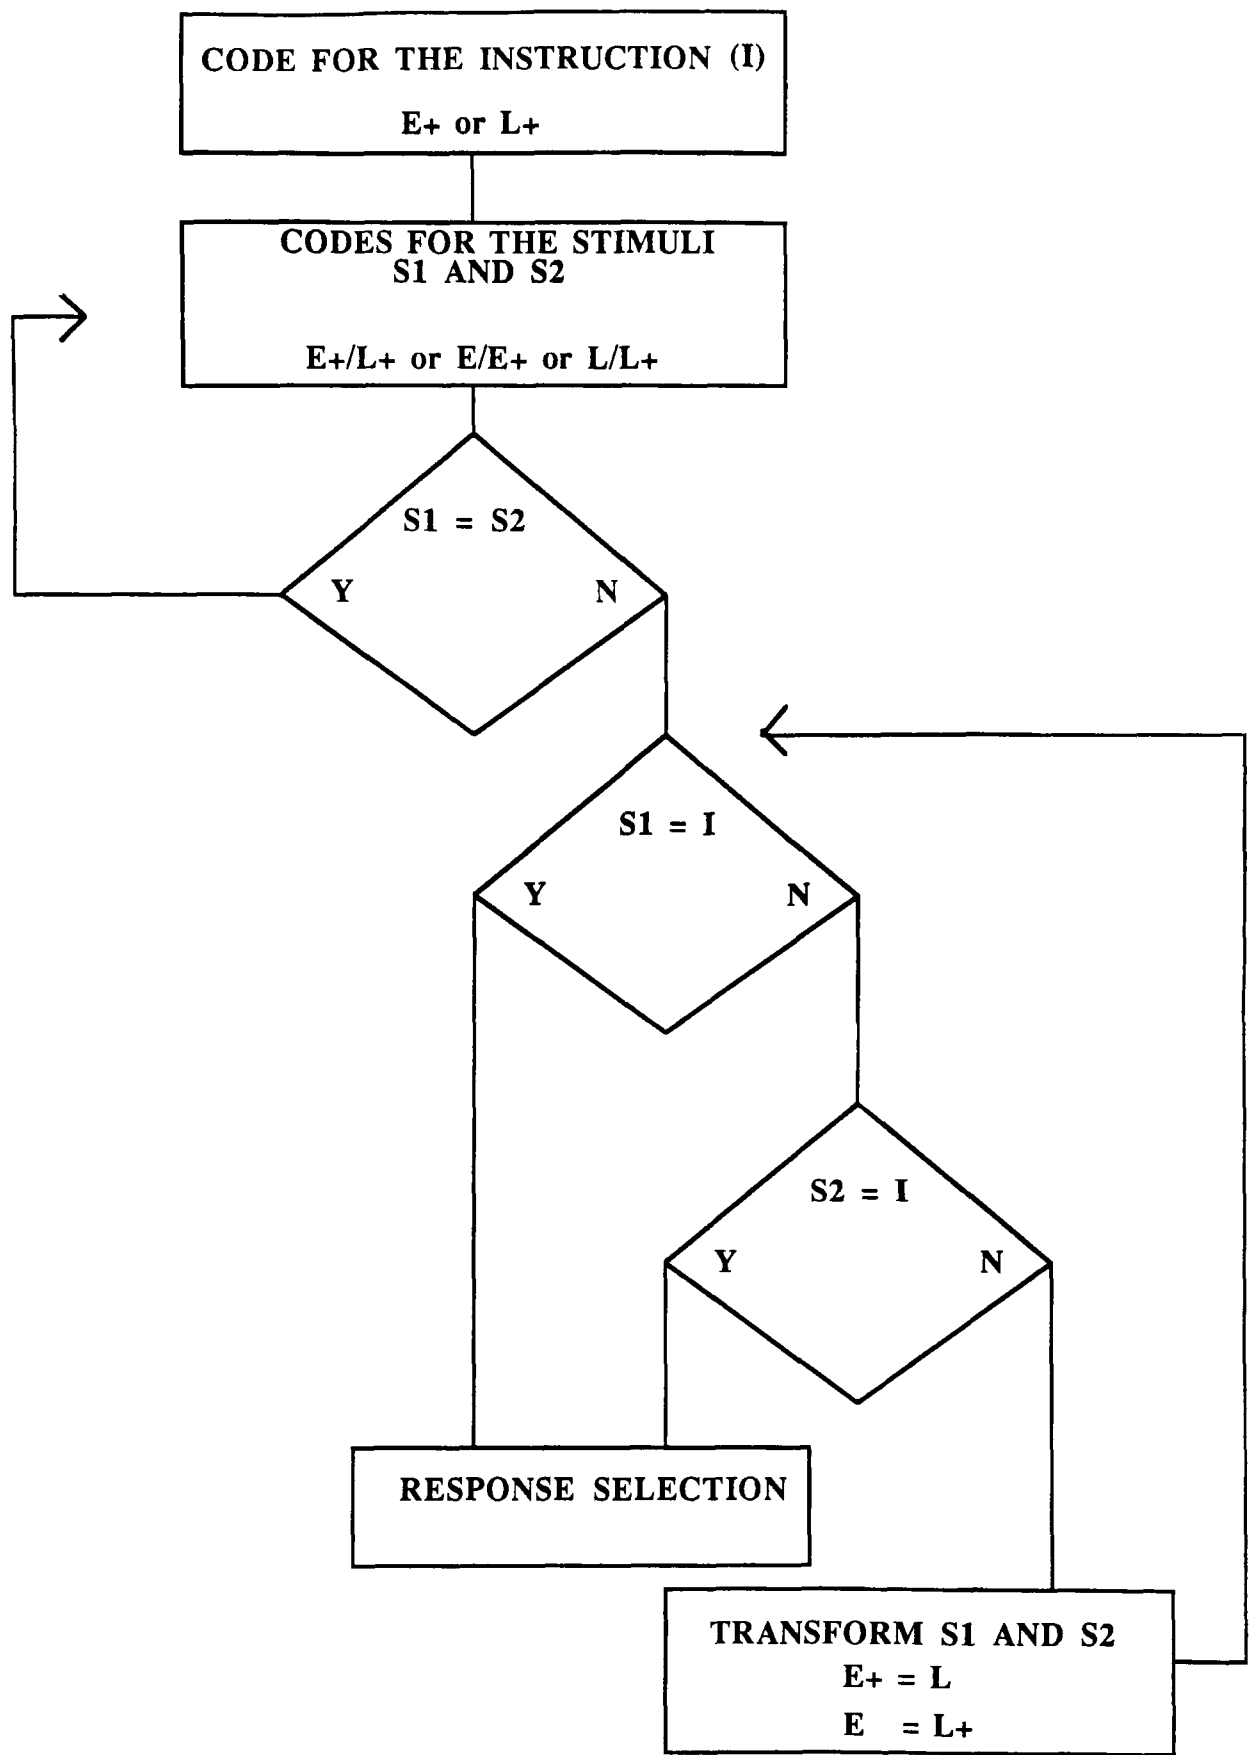 CODE FOR THE INSTRUCTION (I)
E+ or L+
CODES FOR THE STIMULI
S1 AND S2
E+/L+ or E/E+ or L/L+
S1 = S2
Y N
S1 = I
Y N
S2 = I
Y N
RESPONSE SELECTION
TRANSFORM S1 AND S2
E+ = L
E = L+